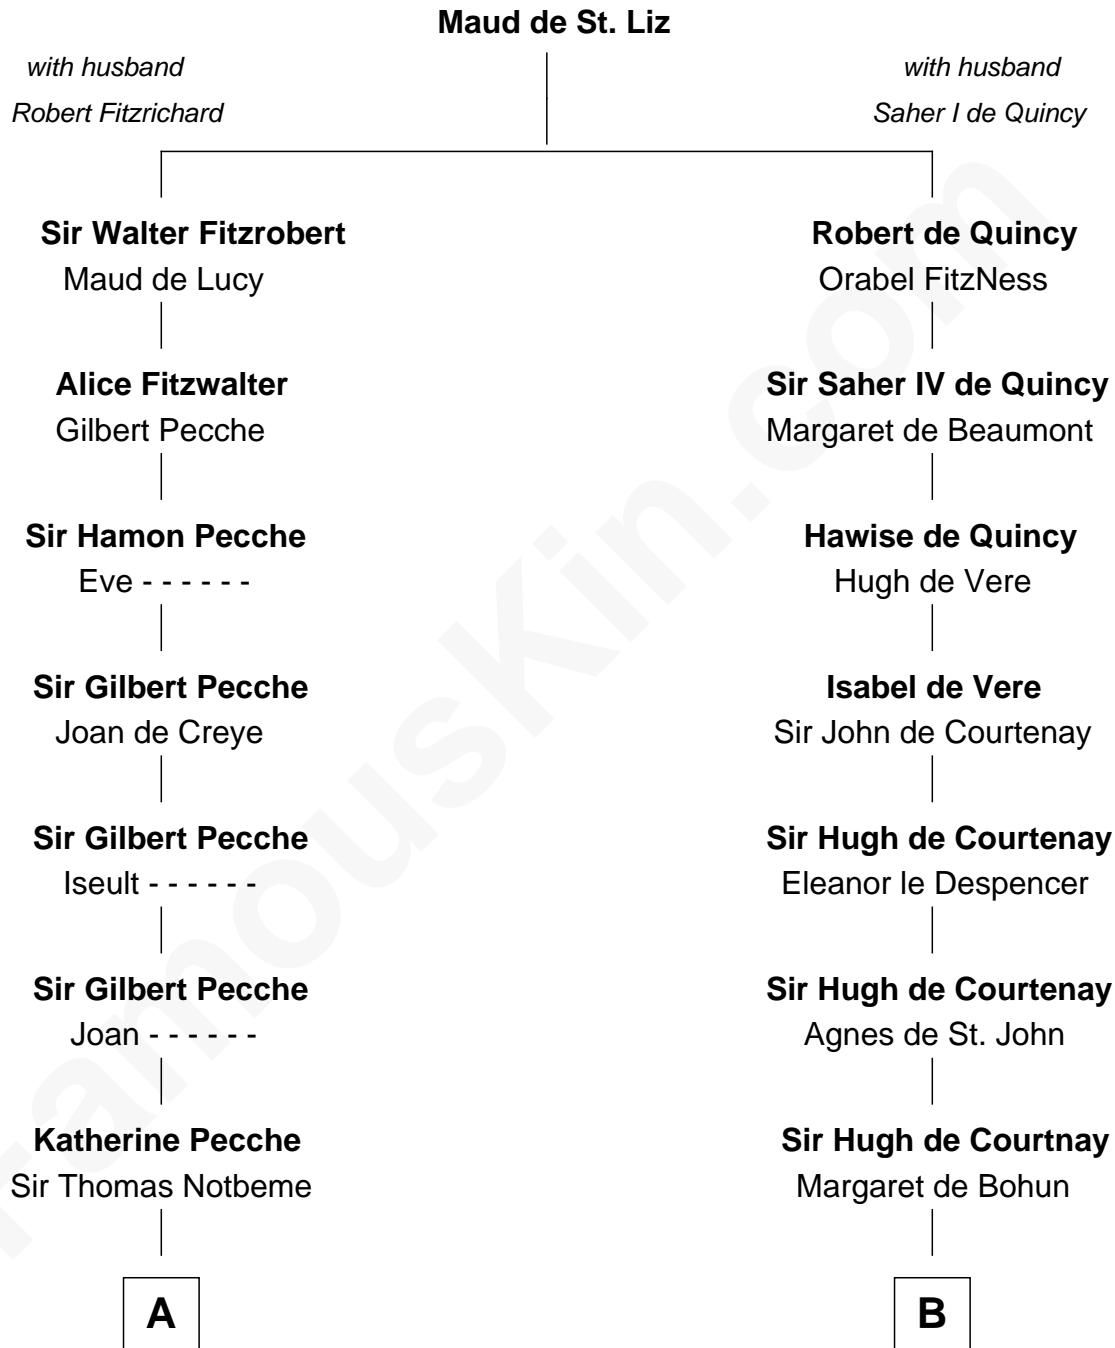 Maud de St. Liz
with husband
Robert Fitzrichard
with husband
Saher I de Quincy
Sir Walter Fitzrobert
Maud de Lucy
Robert de Quincy
Orabel FitzNess
Alice Fitzwalter
Gilbert Pecche
Sir Saher IV de Quincy
Margaret de Beaumont
Sir Hamon Pecche
Eve - - - - - -
Hawise de Quincy
Hugh de Vere
Sir Gilbert Pecche
Joan de Creye
Isabel de Vere
Sir John de Courtenay
Sir Gilbert Pecche
Iseult - - - - - -
Sir Hugh de Courtenay
Eleanor le Despencer
Sir Gilbert Pecche
Joan - - - - - -
Sir Hugh de Courtenay
Agnes de St. John
Katherine Pecche
Sir Thomas Notbeme
Sir Hugh de Courtnay
Margaret de Bohun
A
B
FamousKin.com